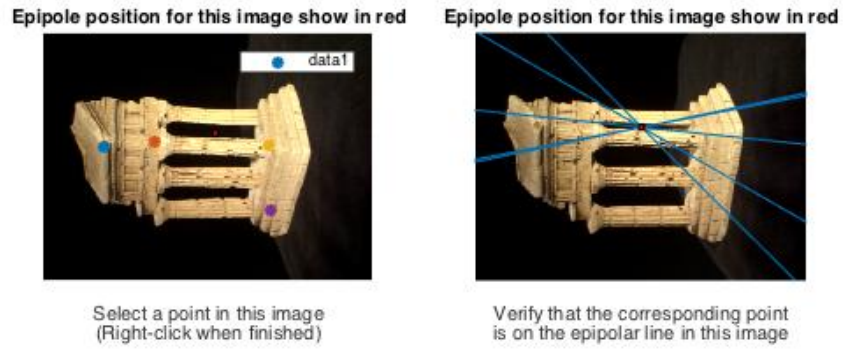 Epipole position for this image show in red
data1
Select a point in this image
(Right-click when finished)
Epipole position for this image show in red
Verify that the corresponding point
is on the epipolar line in this image